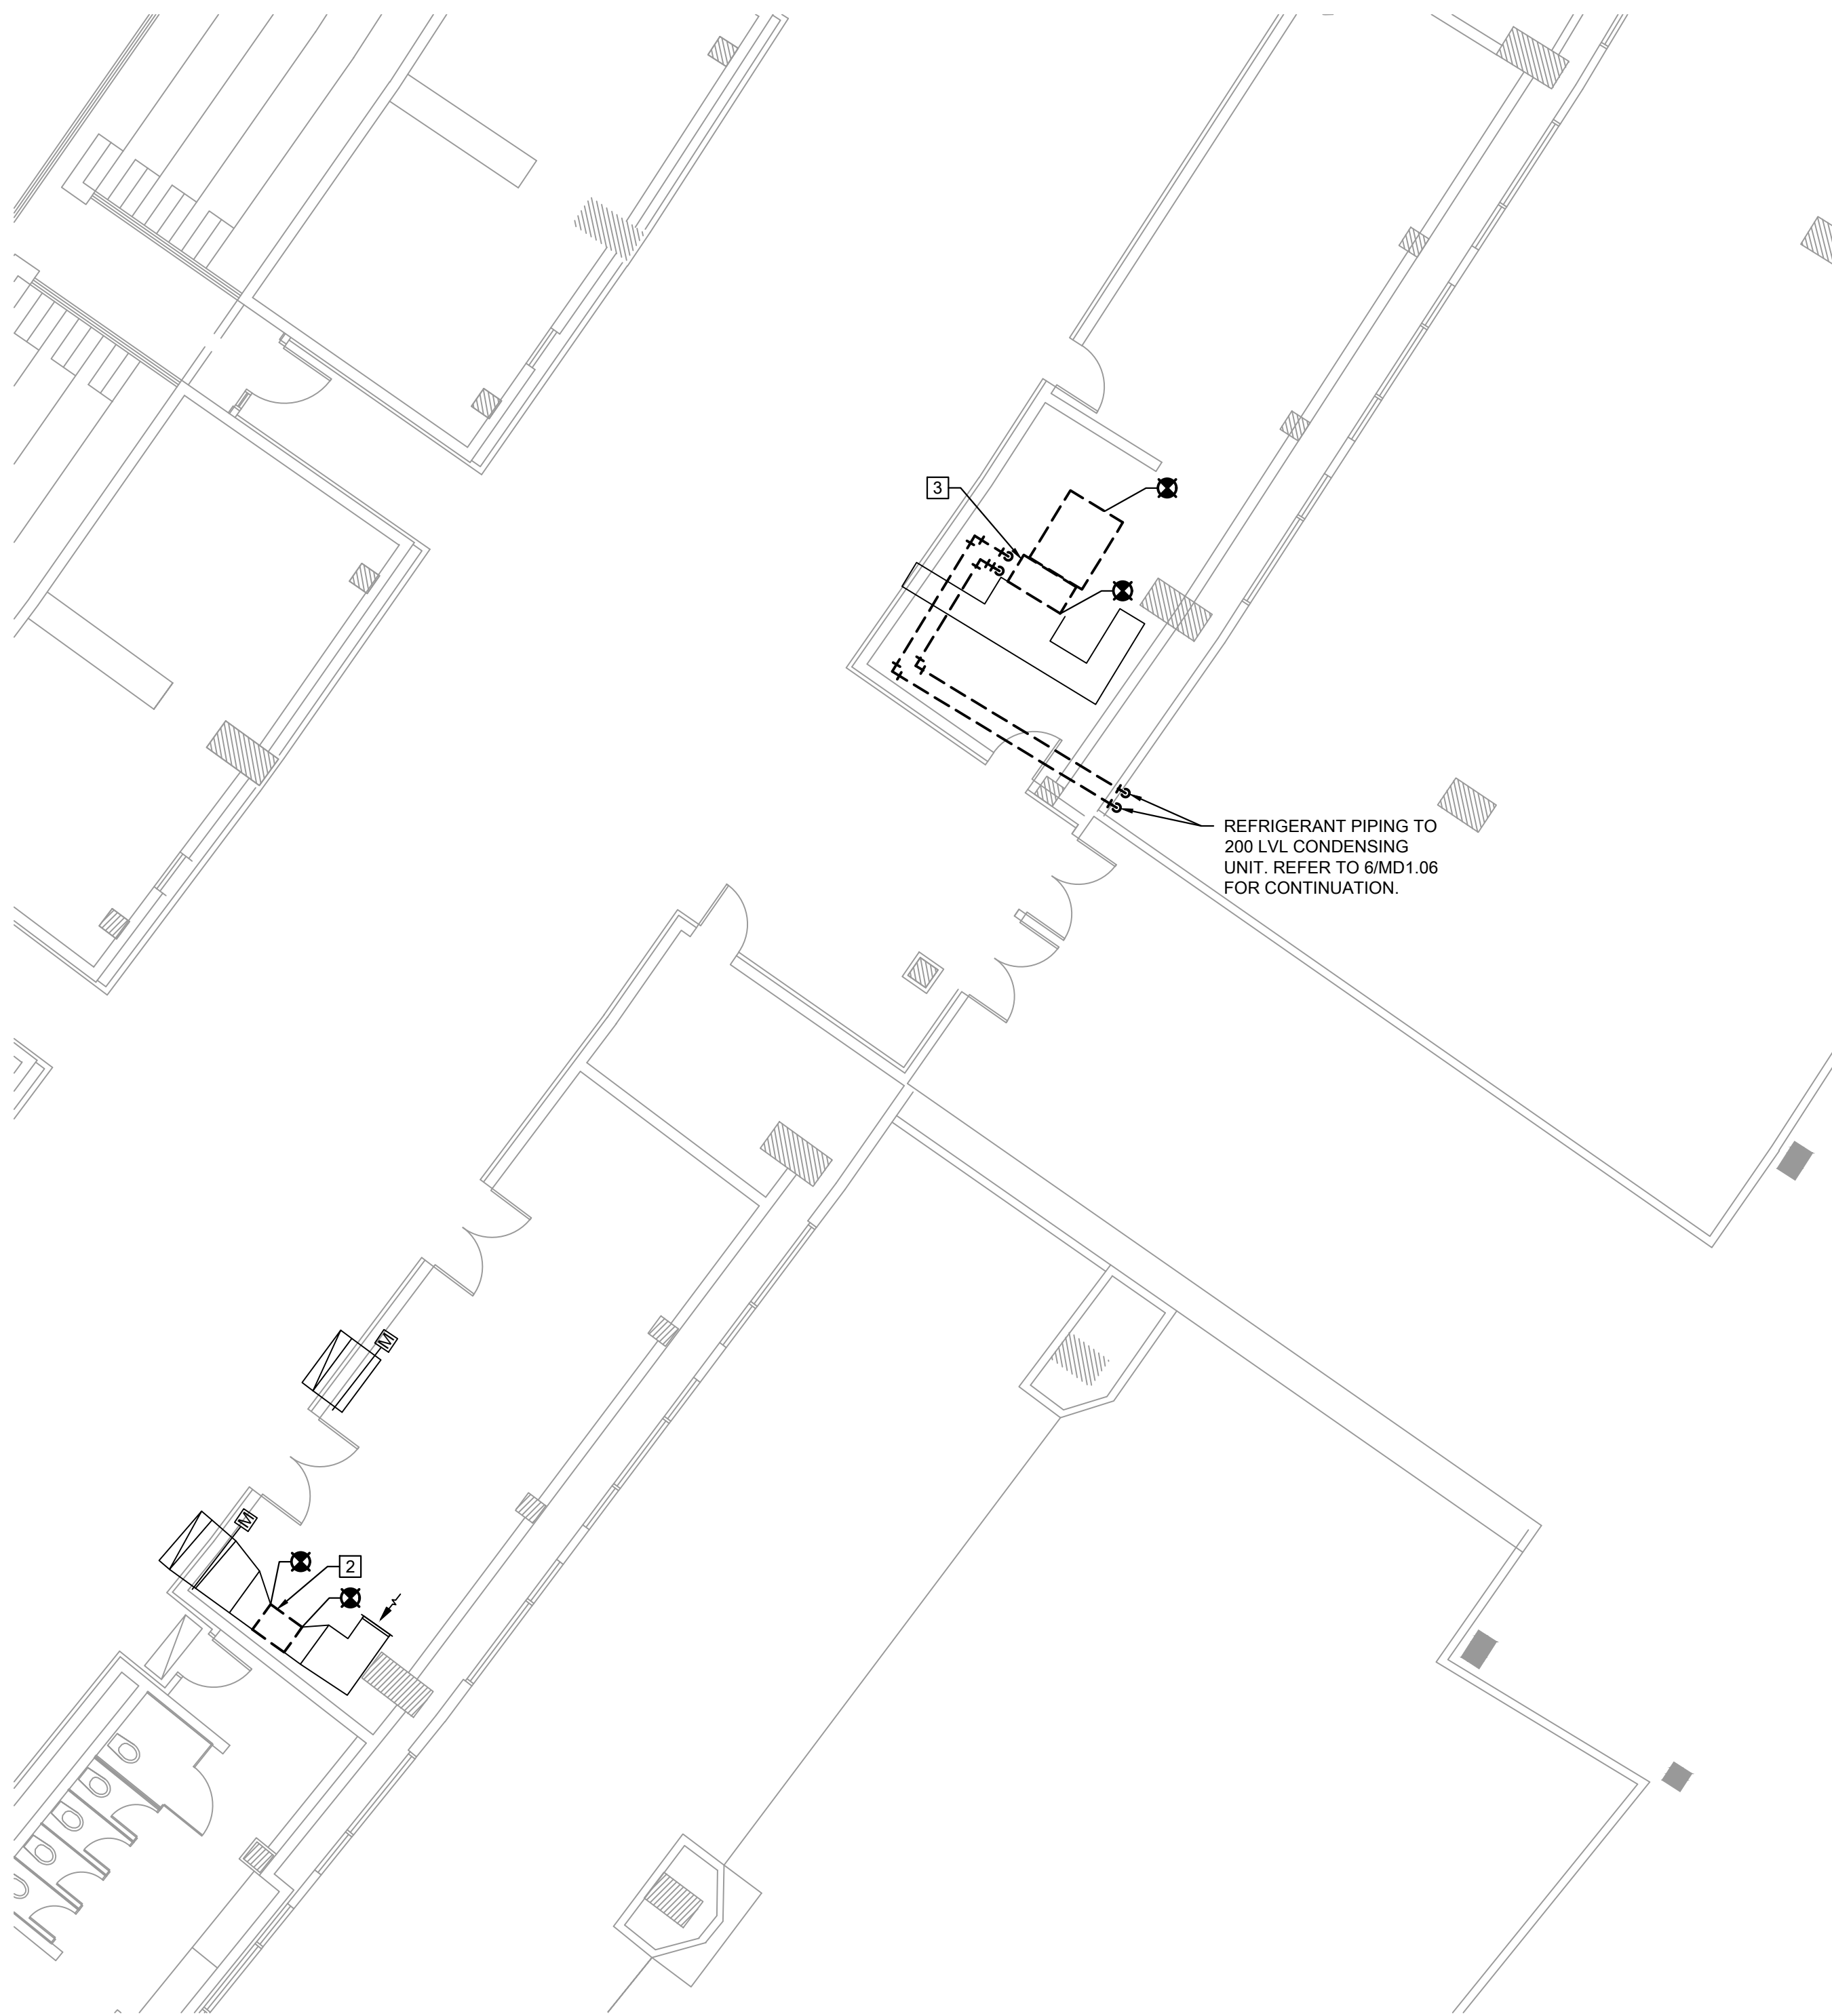 3
REFRIGERANT PIPING TO
200 LVL CONDENSING
UNIT. REFER TO 6/MD1.06
FOR CONTINUATION.
M
M
2